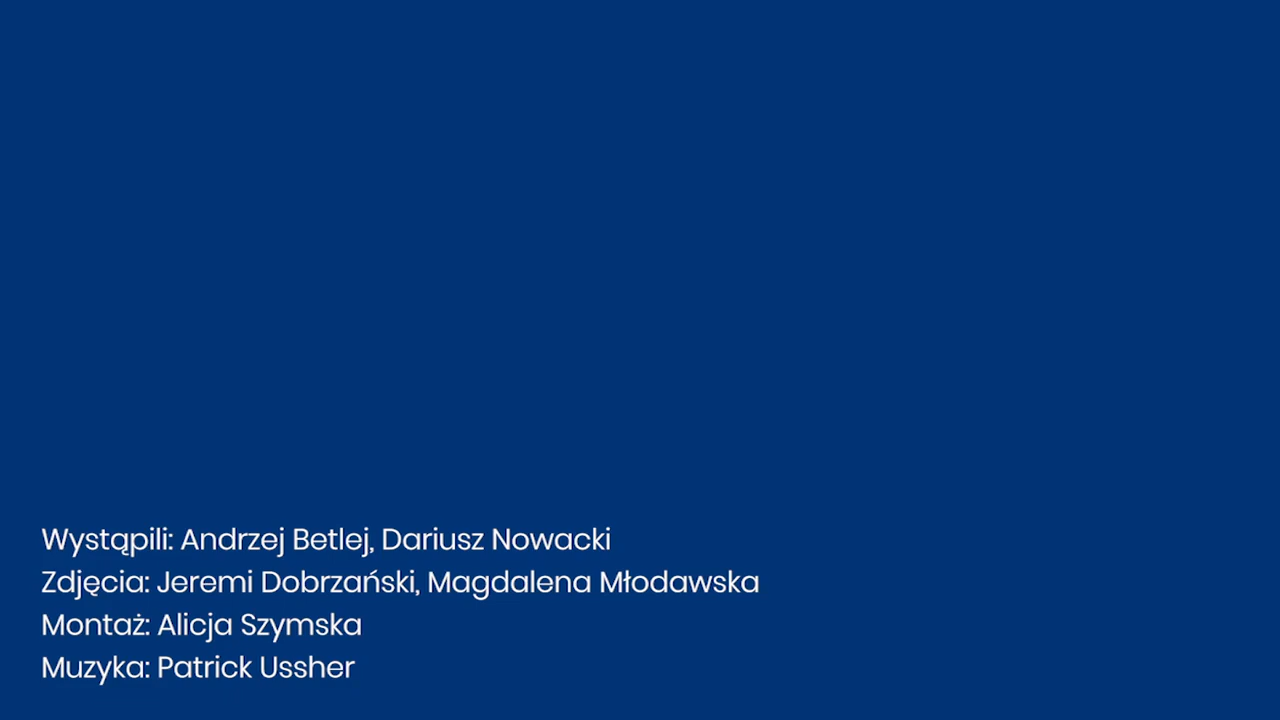 Wystąpili: Andrzej Betlej, Dariusz Nowacki
Zdjęcia: Jeremi Dobrzański, Magdalena Młodawska
Montaż: Alicja Szymska
Muzyka: Patrick Ussher